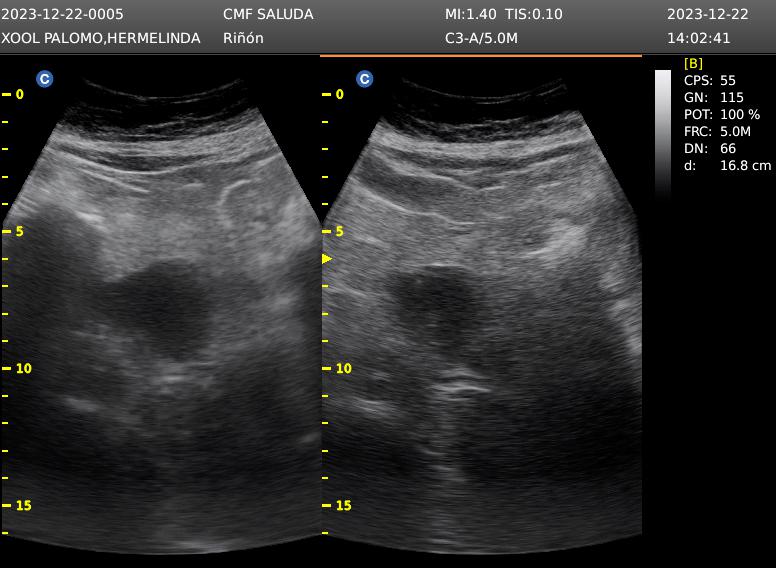 2023-12-22-0005 CMF SALUDA MI:1.40 TIS:0.10 2023-12-22
XOOL PALOMO,HERMELINDA Riñón C3-A/5.0M 14:02:41
C
C
[B]
CPS: 55
GN: 115
POT: 100 %
FRC: 5.0M
DN: 66
d: 16.8 cm
0
0
5
5
10
10
15
15